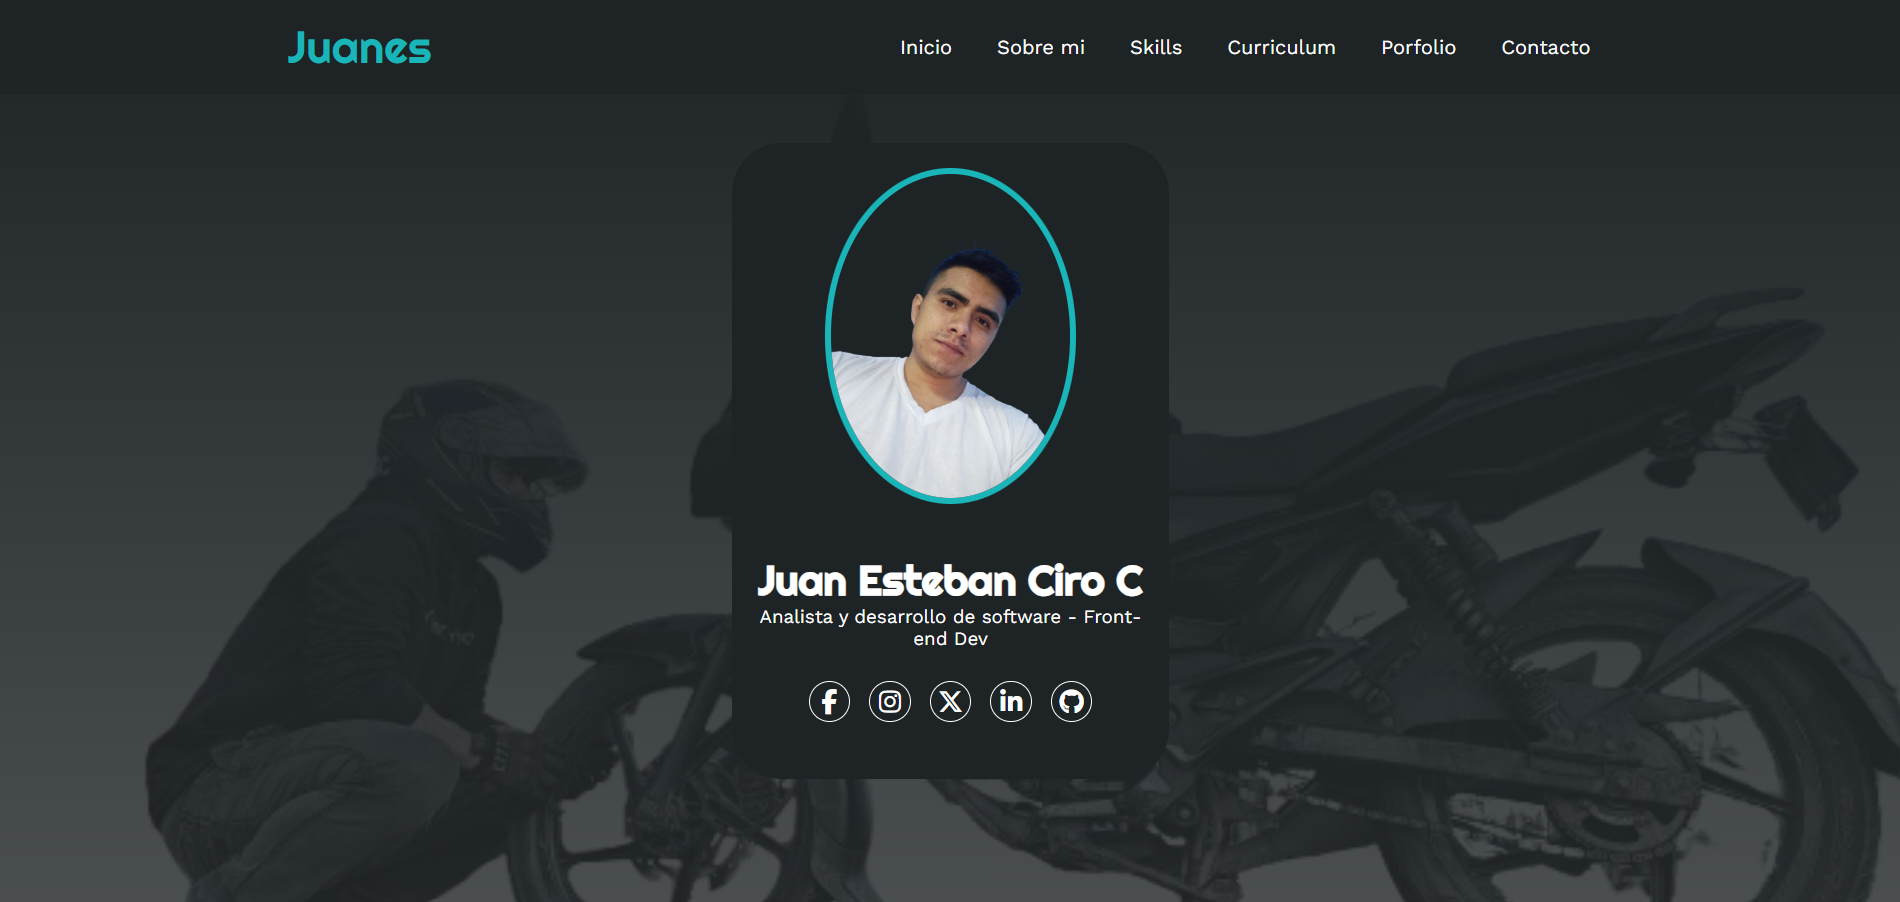 Juanes
Inicio Sobre mi Skills Curriculum Porfolio Contacto
Juan Esteban Ciro C
Analista y desarrollo de software - Front-
end Dev